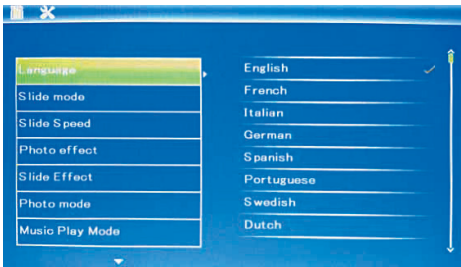 Language
Slide mode
Slide Speed
Photo effect
Slide Effect
Photo mode
Music Play Mode
English
French
Italian
German
Spanish
Portuguese
Swedish
Dutch